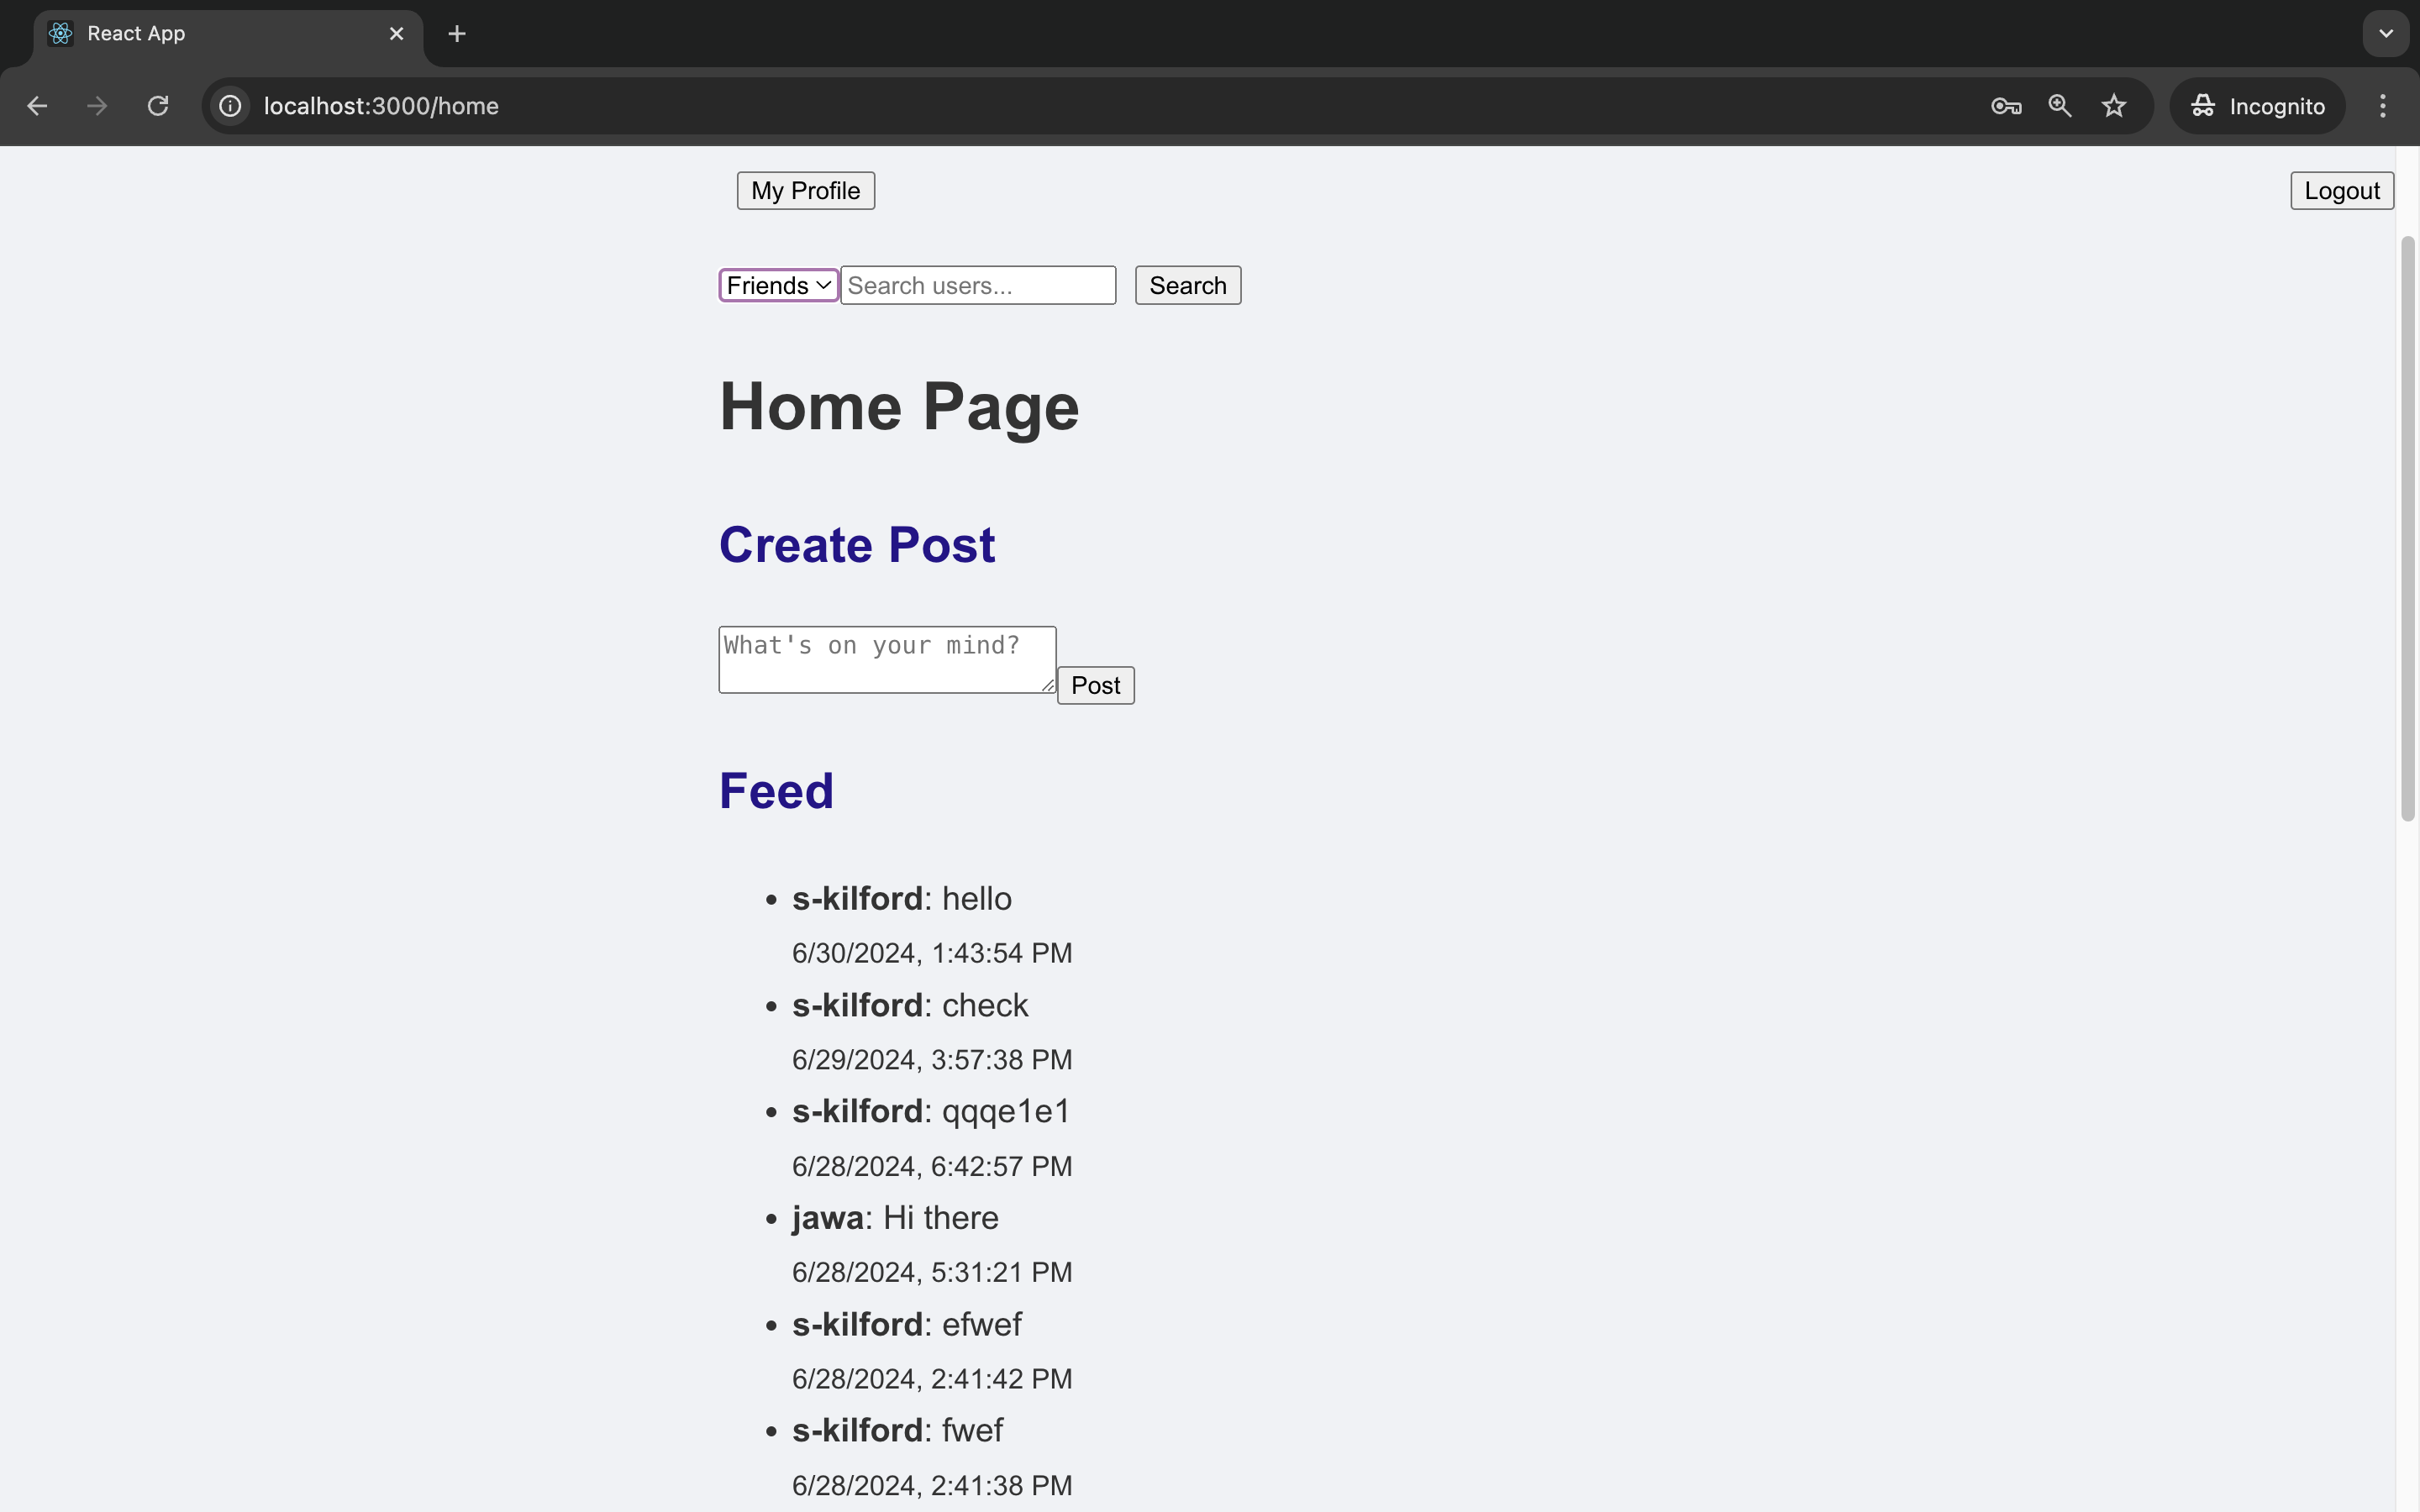 React App
localhost:3000/home
Incognito
My Profile
Logout
Friends
Search users...
Search
Home Page
Create Post
What's on your mind?
Post
Feed
s-kilford: hello
6/30/2024, 1:43:54 PM
s-kilford: check
6/29/2024, 3:57:38 PM
s-kilford: qqqe1e1
6/28/2024, 6:42:57 PM
jawa: Hi there
6/28/2024, 5:31:21 PM
s-kilford: efwef
6/28/2024, 2:41:42 PM
s-kilford: fwef
6/28/2024, 2:41:38 PM